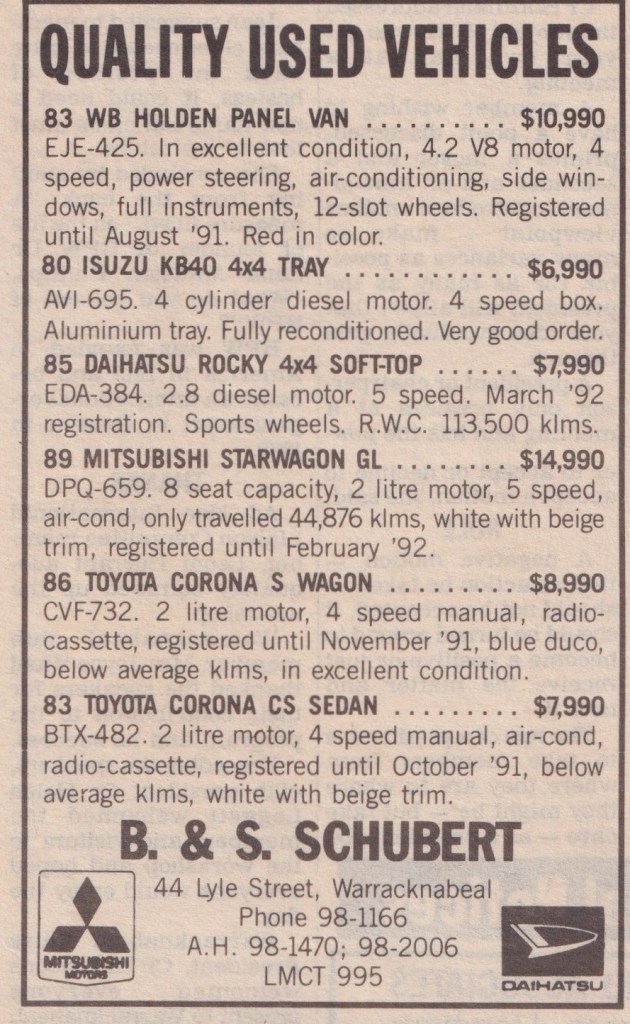 QUALITY USED VEHICLES
83 WB HOLDEN PANEL VAN . . . . . . . . . . $10,990
EJE-425. In excellent condition, 4.2 V8 motor, 4
speed, power steering, air-conditioning, side win-
dows, full instruments, 12-slot wheels. Registered
until August '91. Red in color.
80 ISUZU KB40 4x4 TRAY . . . . . . . . . . . . $6,990
AVI-695. 4 cylinder diesel motor. 4 speed box.
Aluminium tray. Fully reconditioned. Very good order.
85 DAIHATSU ROCKY 4x4 SOFT-TOP . . . . . . $7,990
EDA-384. 2.8 diesel motor. 5 speed. March '92
registration. Sports wheels. R.W.C. 113,500 klms.
89 MITSUBISHI STARWAGON GL . . . . . . . . $14,990
DPQ-659. 8 seat capacity, 2 litre motor, 5 speed,
air-cond, only travelled 44,876 klms, white with beige
trim, registered until February '92.
86 TOYOTA CORONA S WAGON . . . . . . . . . $8,990
CVF-732. 2 litre motor, 4 speed manual, radio-
cassette, registered until November '91, blue duco,
below average klms, in excellent condition.
83 TOYOTA CORONA CS SEDAN . . . . . . . . . $7,990
BTX-482. 2 litre motor, 4 speed manual, air-cond,
radio-cassette, registered until October '91, below
average klms, white with beige trim.
B. & S. SCHUBERT
44 Lyle Street, Warracknabeal
Phone 98-1166
A.H. 98-1470; 98-2006
LMCT 995
MITSUBISHI
MOTORS
DAIHATSU